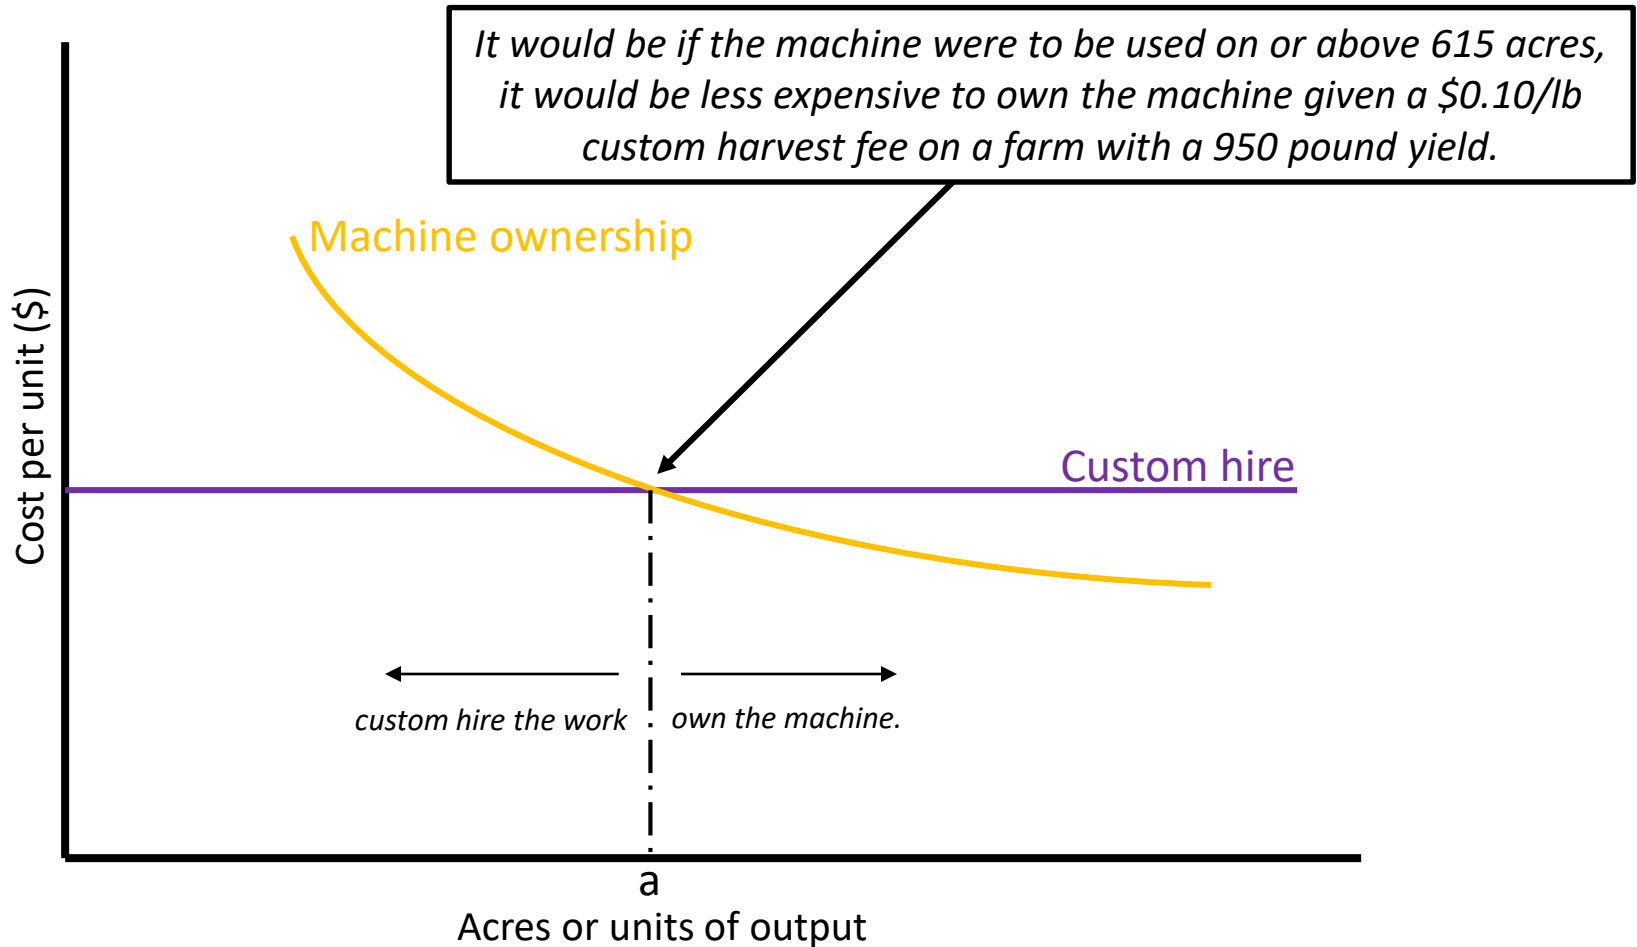 It would be if the machine were to be used on or above 615 acres,
it would be less expensive to own the machine given a $0.10/lb
custom harvest fee on a farm with a 950 pound yield.
Machine ownership
Cost per unit ($)
Custom hire
custom hire the work
own the machine.
a
Acres or units of output